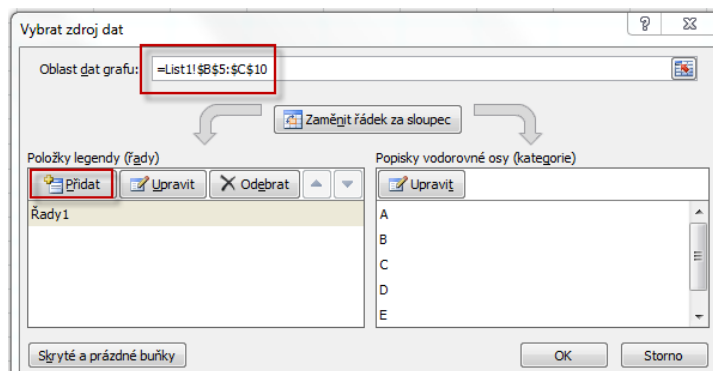 Vybrat zdroj dat
Oblast dat grafu: =List1!$B$5:$C$10
Zaměnit řádek za sloupec
Položky legendy (řady)
Přidat Upravit Odebrat
Řady1
Popisky vodorovné osy (kategorie)
Upravit
A
B
C
D
E
Skryté a prázdné buňky
OK Storno